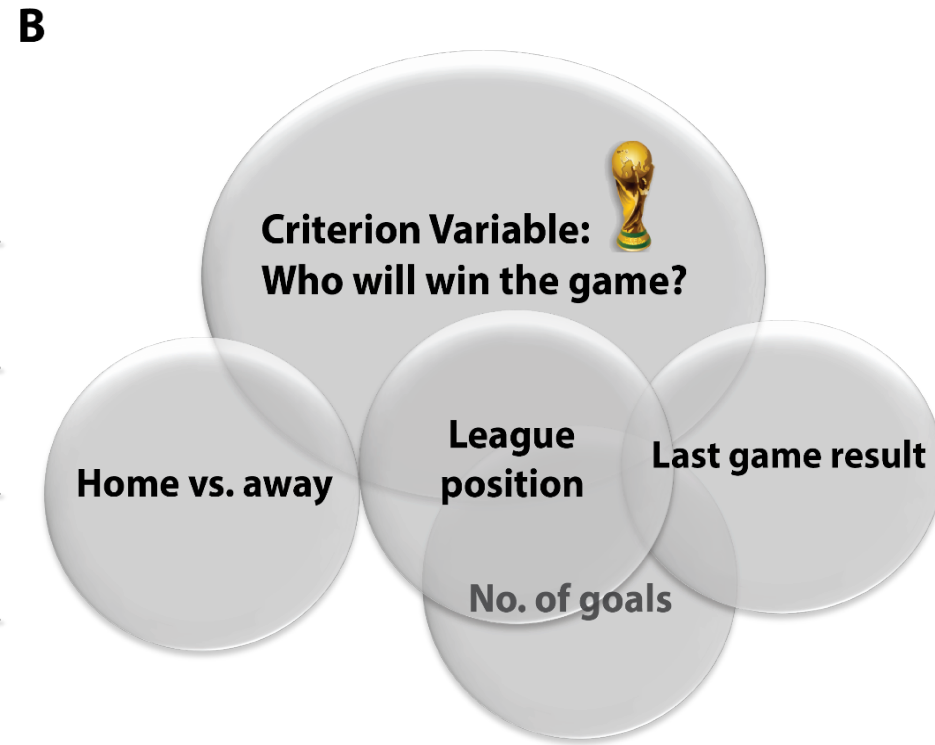 B
Criterion Variable:
Who will win the game?
League
position
Last game result
Home vs. away
No. of goals